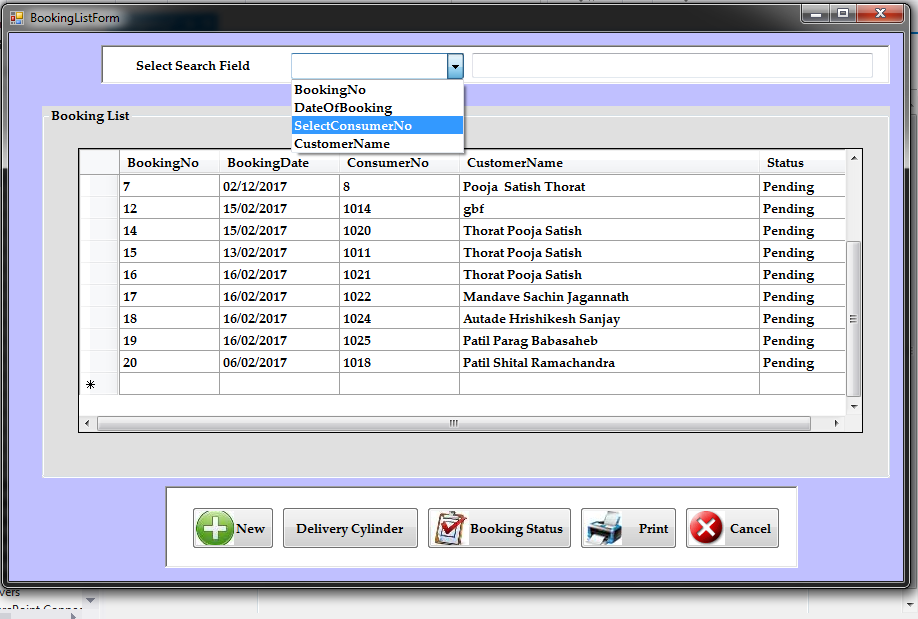 BookingListForm
Select Search Field
BookingNo
DateOfBooking
SelectConsumerNo
CustomerName
Booking List
BookingNo BookingDate ConsumerNo CustomerName Status
7 02/12/2017 8 Pooja Satish Thorat Pending
12 15/02/2017 1014 gbf Pending
14 15/02/2017 1020 Thorat Pooja Satish Pending
15 13/02/2017 1011 Thorat Pooja Satish Pending
16 16/02/2017 1021 Thorat Pooja Satish Pending
17 16/02/2017 1022 Mandave Sachin Jagannath Pending
18 16/02/2017 1024 Autade Hrishikesh Sanjay Pending
19 16/02/2017 1025 Patil Parag Babasaheb Pending
20 06/02/2017 1018 Patil Shital Ramachandra Pending
*
New Delivery Cylinder Booking Status Print Cancel